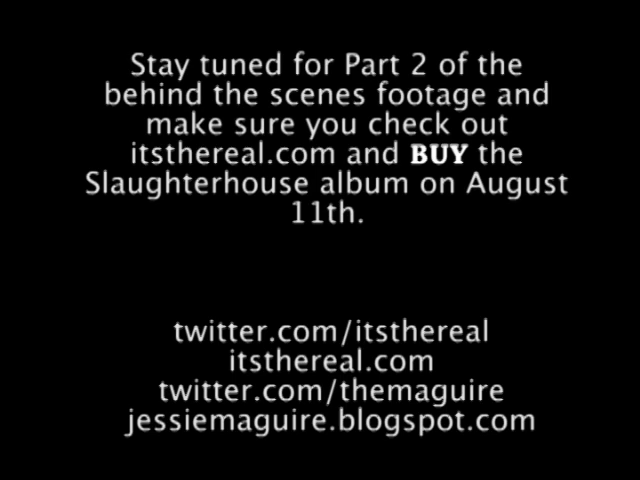 Stay tuned for Part 2 of the
behind the scenes footage and
make sure you check out
itsthereal.com and BUY the
Slaughterhouse album on August
11th.
twitter.com/itsthereal
itsthereal.com
twitter.com/themaguire
jessiemaguire.blogspot.com